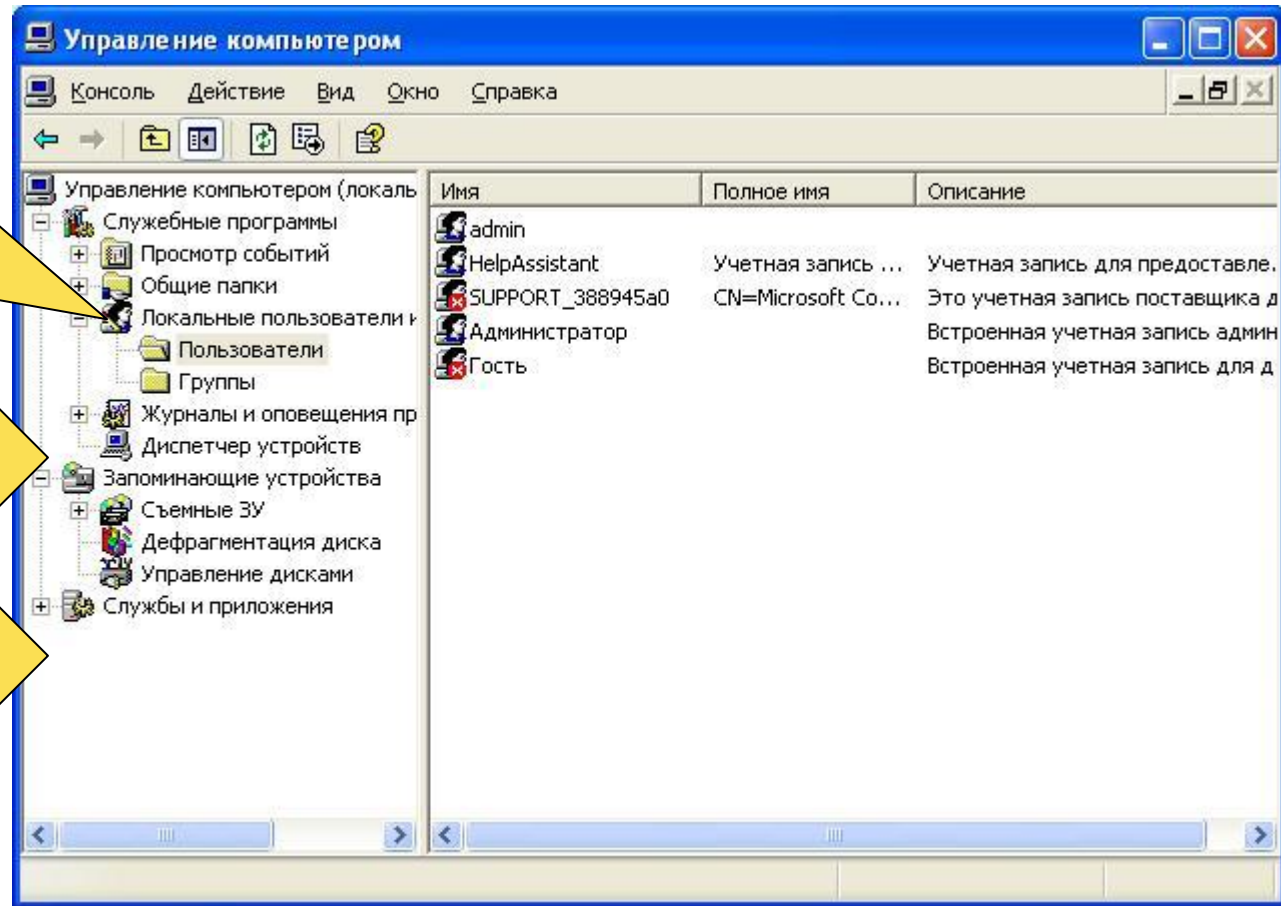 Управление компьютером
Консоль Действие Вид Окно Справка
Управление компьютером (локаль
Служебные программы
Просмотр событий
Общие папки
Локальные пользователи и
Пользователи
Группы
Журналы и оповещения пр
Диспетчер устройств
Запоминающие устройства
Съемные ЗУ
Дефрагментация диска
Управление дисками
Службы и приложения
Имя Полное имя Описание
admin
HelpAssistant Учетная запись ... Учетная запись для предоставле.
SUPPORT_388945a0 CN=Microsoft Co... Это учетная запись поставщика д
Администратор Встроенная учетная запись админ
Гость Встроенная учетная запись для д